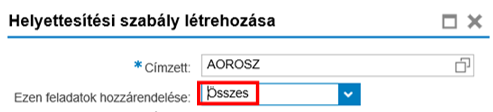 Helyettesítési szabály létrehozása
* Címzett: AOROSZ
Ezen feladatok hozzárendelése: Összes